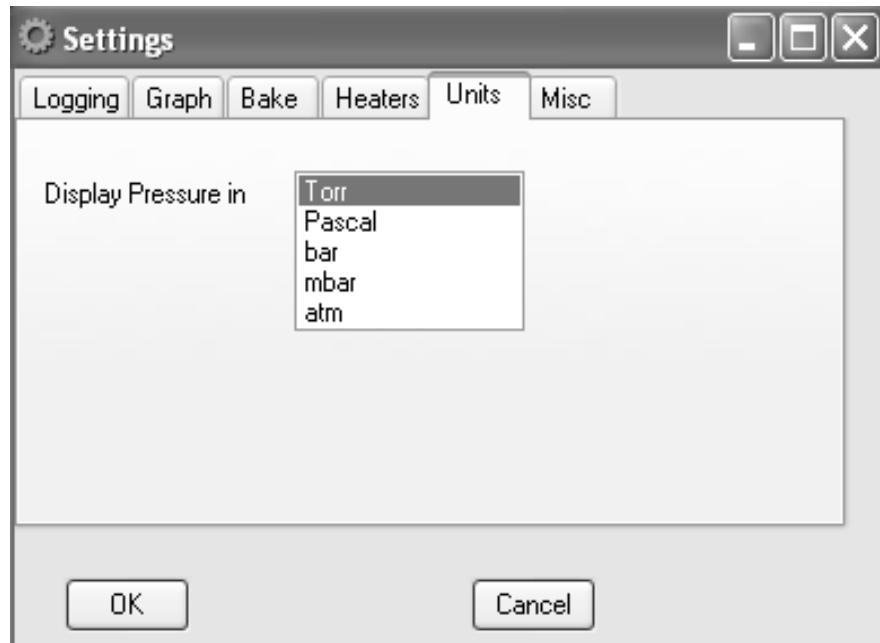 Settings
Logging Graph Bake Heaters Units Misc
Display Pressure in Torr
Pascal
bar
mbar
atm
OK Cancel